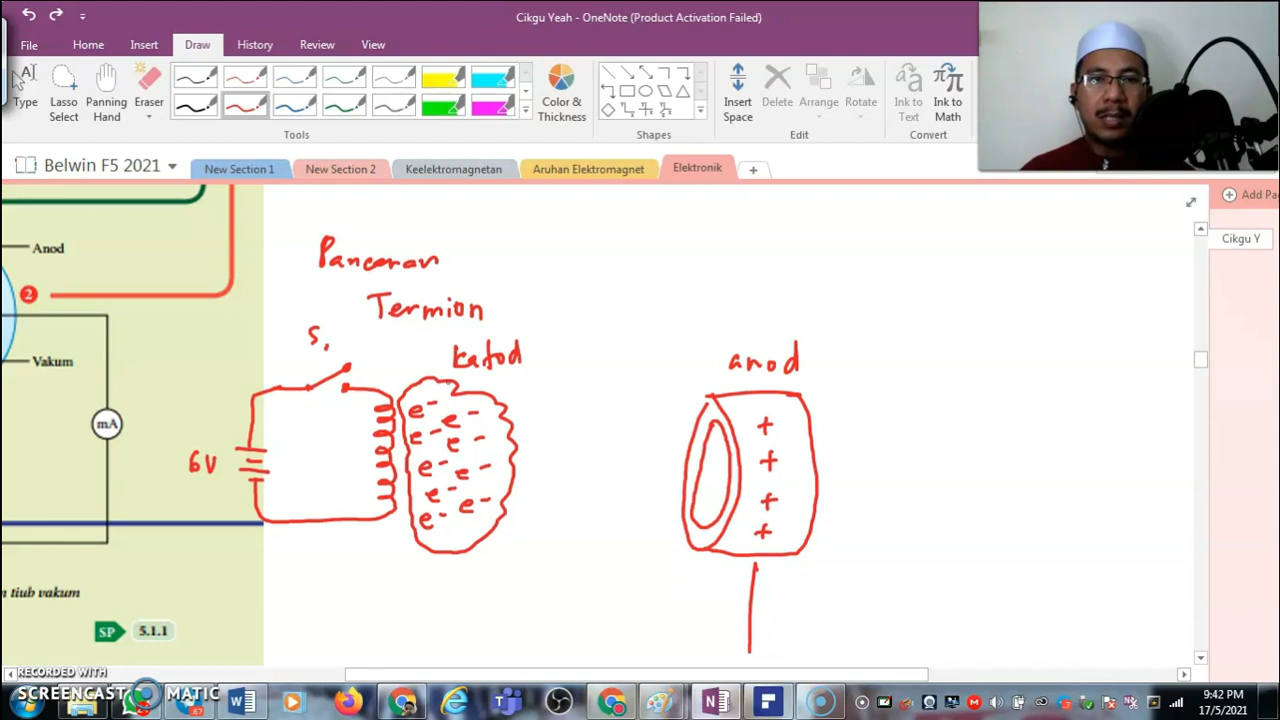 Cikgu Yeah - OneNote (Product Activation Failed)
File Home Insert Draw History Review View
Type
Lasso Select
Panning Hand
Eraser
Color & Thickness
Insert Space
Delete
Arrange
Rotate
Ink to Text
Ink to Math
Tools
Shapes
Edit
Convert
Belwin F5 2021
New Section 1
New Section 2
Keelektromagnetan
Aruhan Elektromagnet
Elektronik
Add Pa
Cikgu Y
Anod
2
Vakum
mA
n tiub vakum
SP 5.1.1
Pancaran
Termion
S1
katod
anod
6V
e- e-
e- e-
e- e-
e- e-
e-
+
+
+
+
RECORDED WITH
SCREENCAST MATIC
67
9:42 PM
17/5/2021